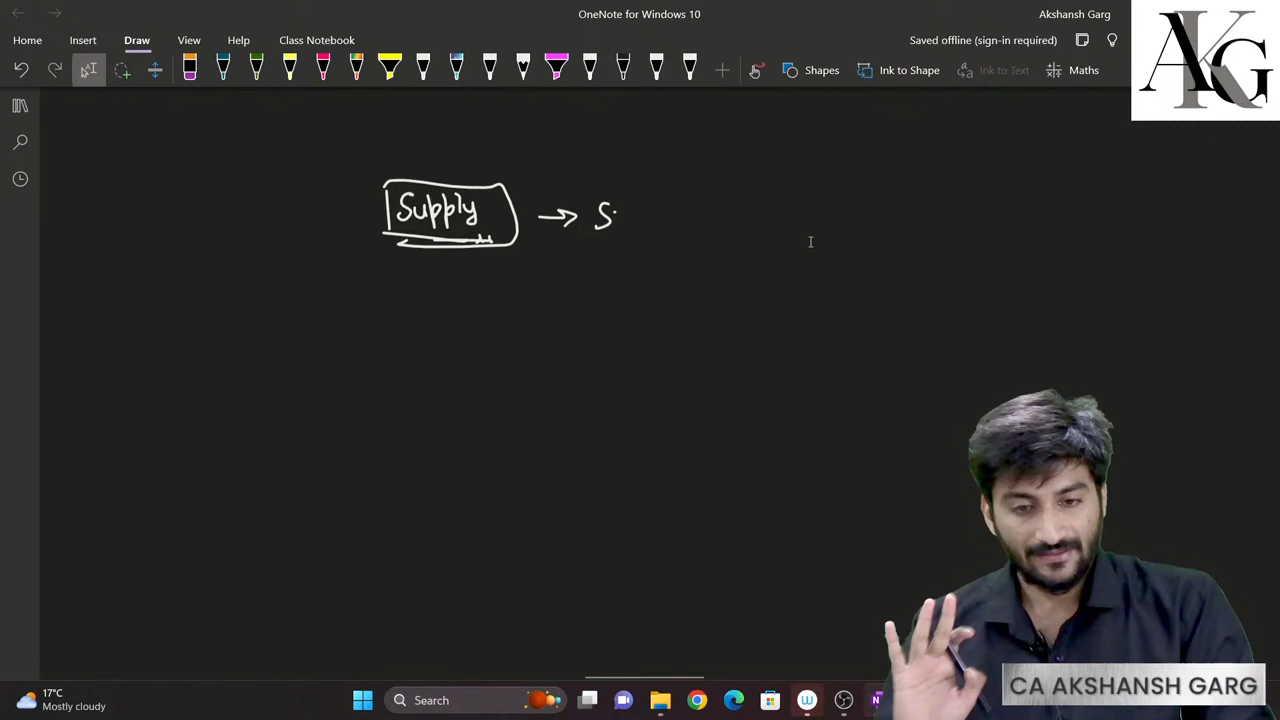 OneNote for Windows 10
Akshansh Garg
Home Insert Draw View Help Class Notebook
Saved offline (sign-in required)
Shapes Ink to Shape Ink to Text Maths
AKG
Supply → S
17°C
Mostly cloudy
Search
CA AKSHANSH GARG